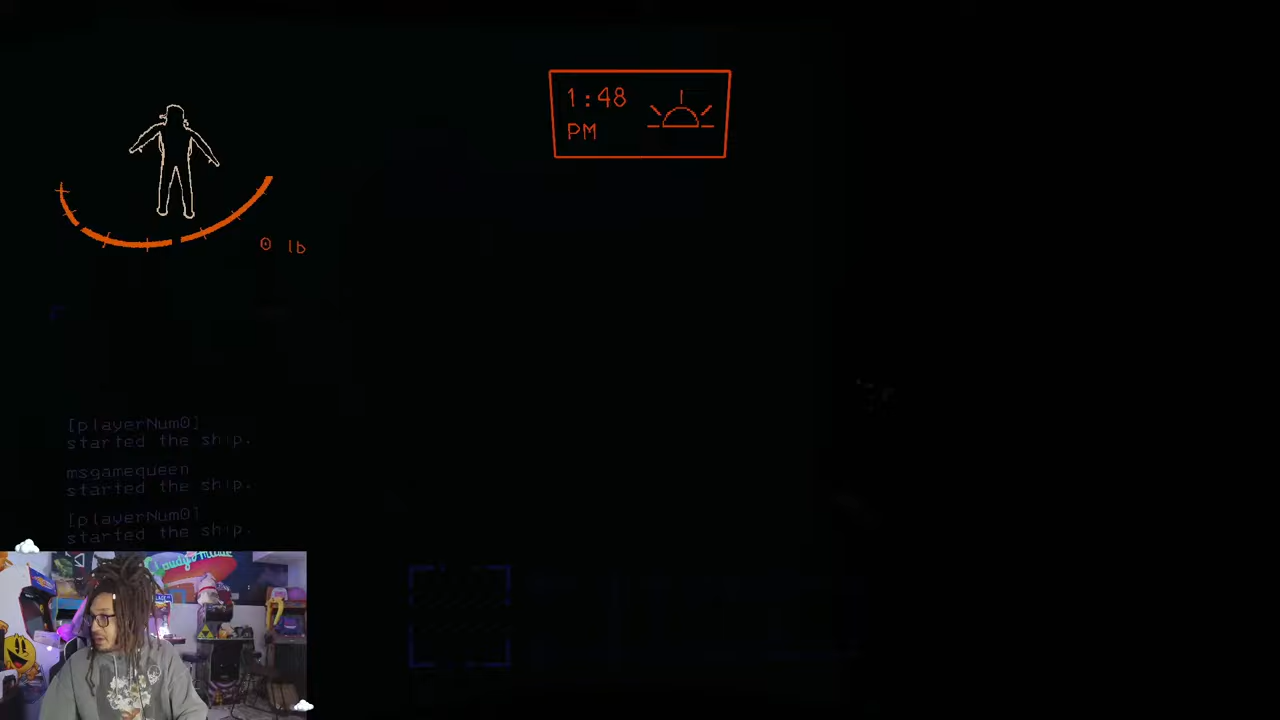 1:48
PM
0 lb
[playerNum0]
started the ship.
msgamequeen
started the ship.
[playerNum0]
started the ship.